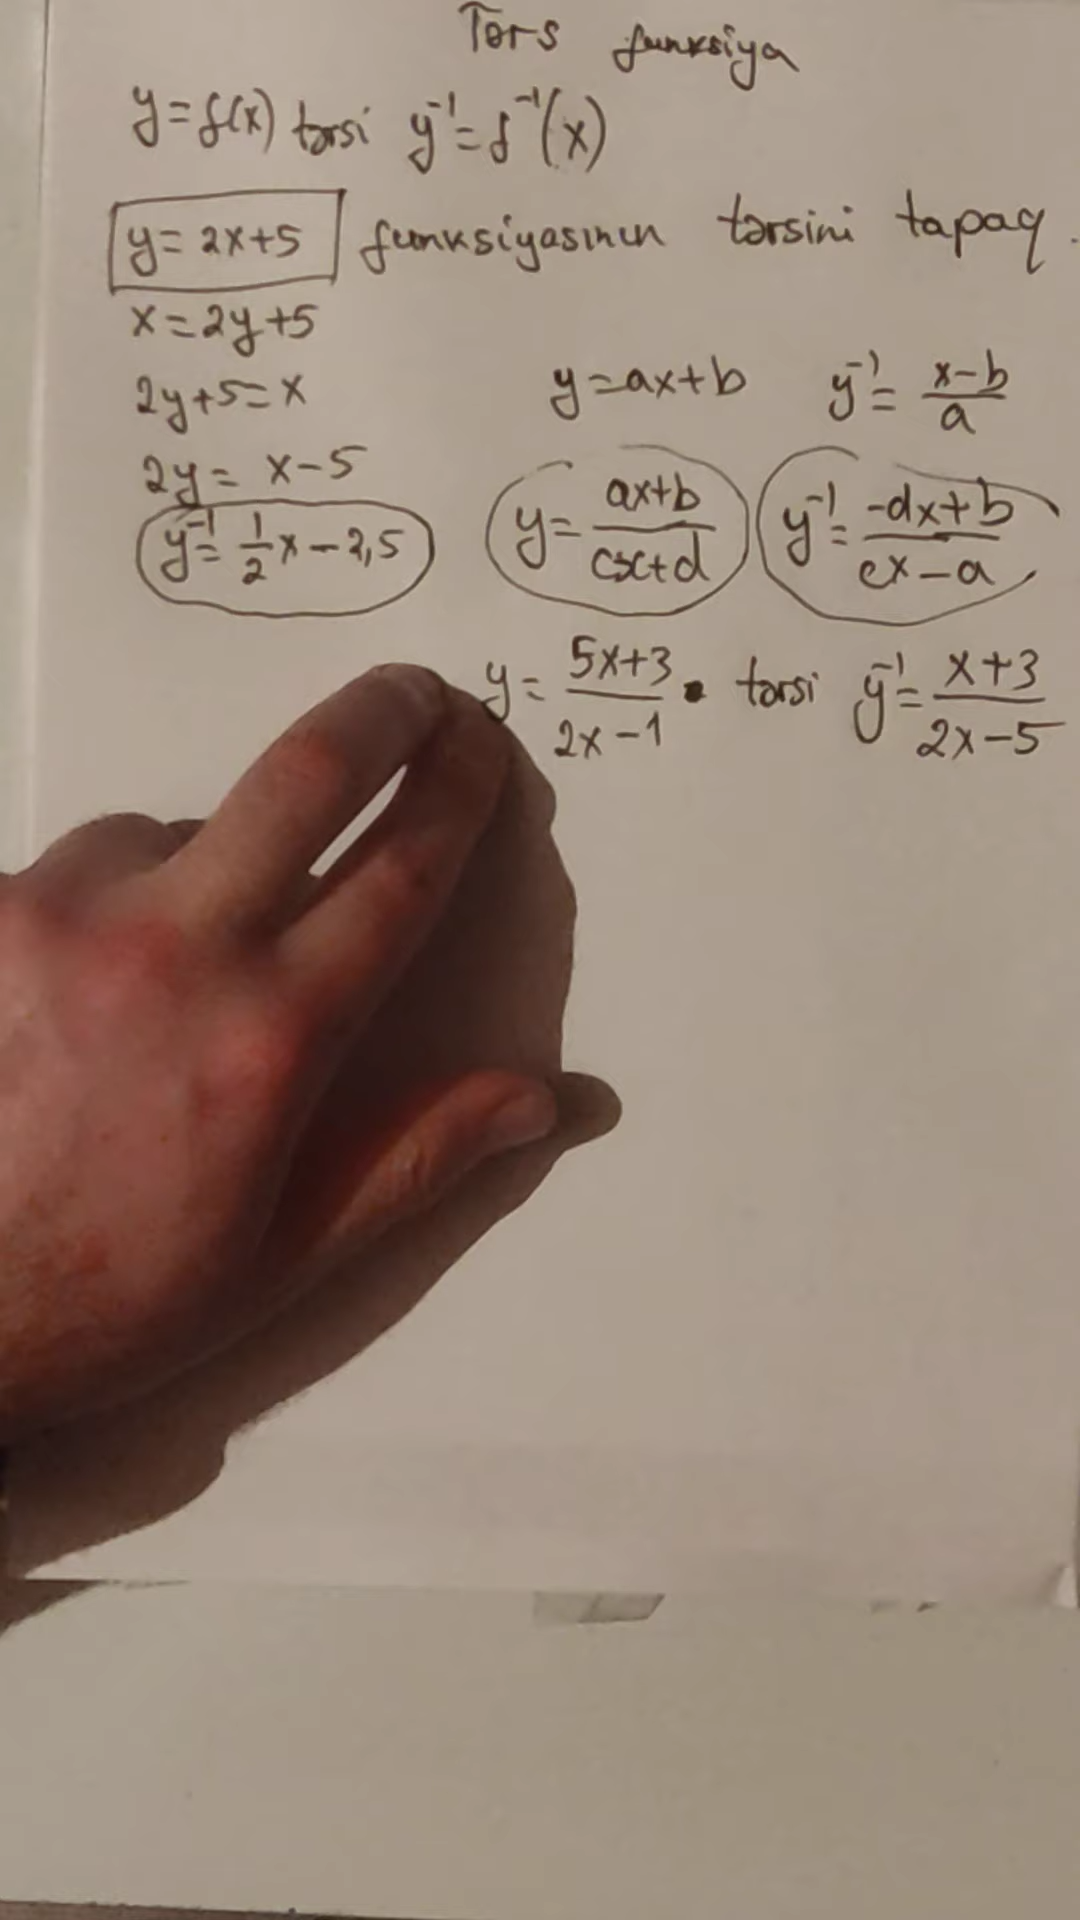 Tərs funksiya
y=f(x) tərsi y⁻¹=f⁻¹(x)
y=2x+5 funksiyasının tərsini tapaq.
x=2y+5
2y+5=x
2y=x-5
y⁻¹=1/2x-2,5
y=ax+b y⁻¹=(x-b)/a
y=(ax+b)/(cx+d) y⁻¹=(-dx+b)/(cx-a)
y=(5x+3)/(2x-1) tərsi y⁻¹=(x+3)/(2x-5)